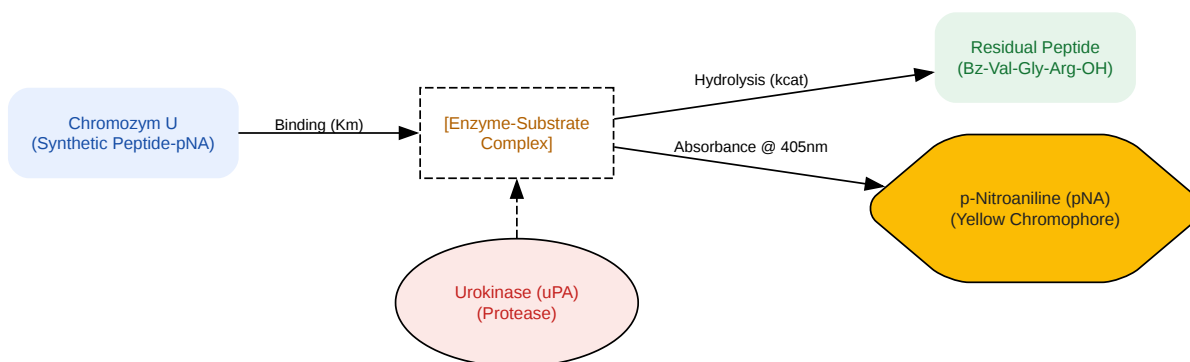 Chromozym U
(Synthetic Peptide-pNA)
Binding (Km)
[Enzyme-Substrate
Complex]
Urokinase (uPA)
(Protease)
Hydrolysis (kcat)
Absorbance @ 405nm
Residual Peptide
(Bz-Val-Gly-Arg-OH)
p-Nitroaniline (pNA)
(Yellow Chromophore)